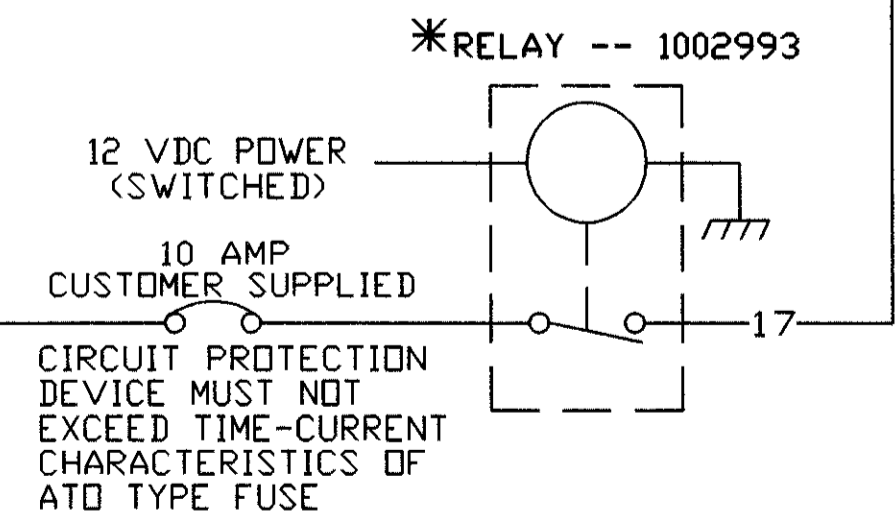 *RELAY -- 1002993
12 VDC POWER
(SWITCHED)
10 AMP
CUSTOMER SUPPLIED
17
CIRCUIT PROTECTION
DEVICE MUST NOT
EXCEED TIME-CURRENT
CHARACTERISTICS OF
ATO TYPE FUSE